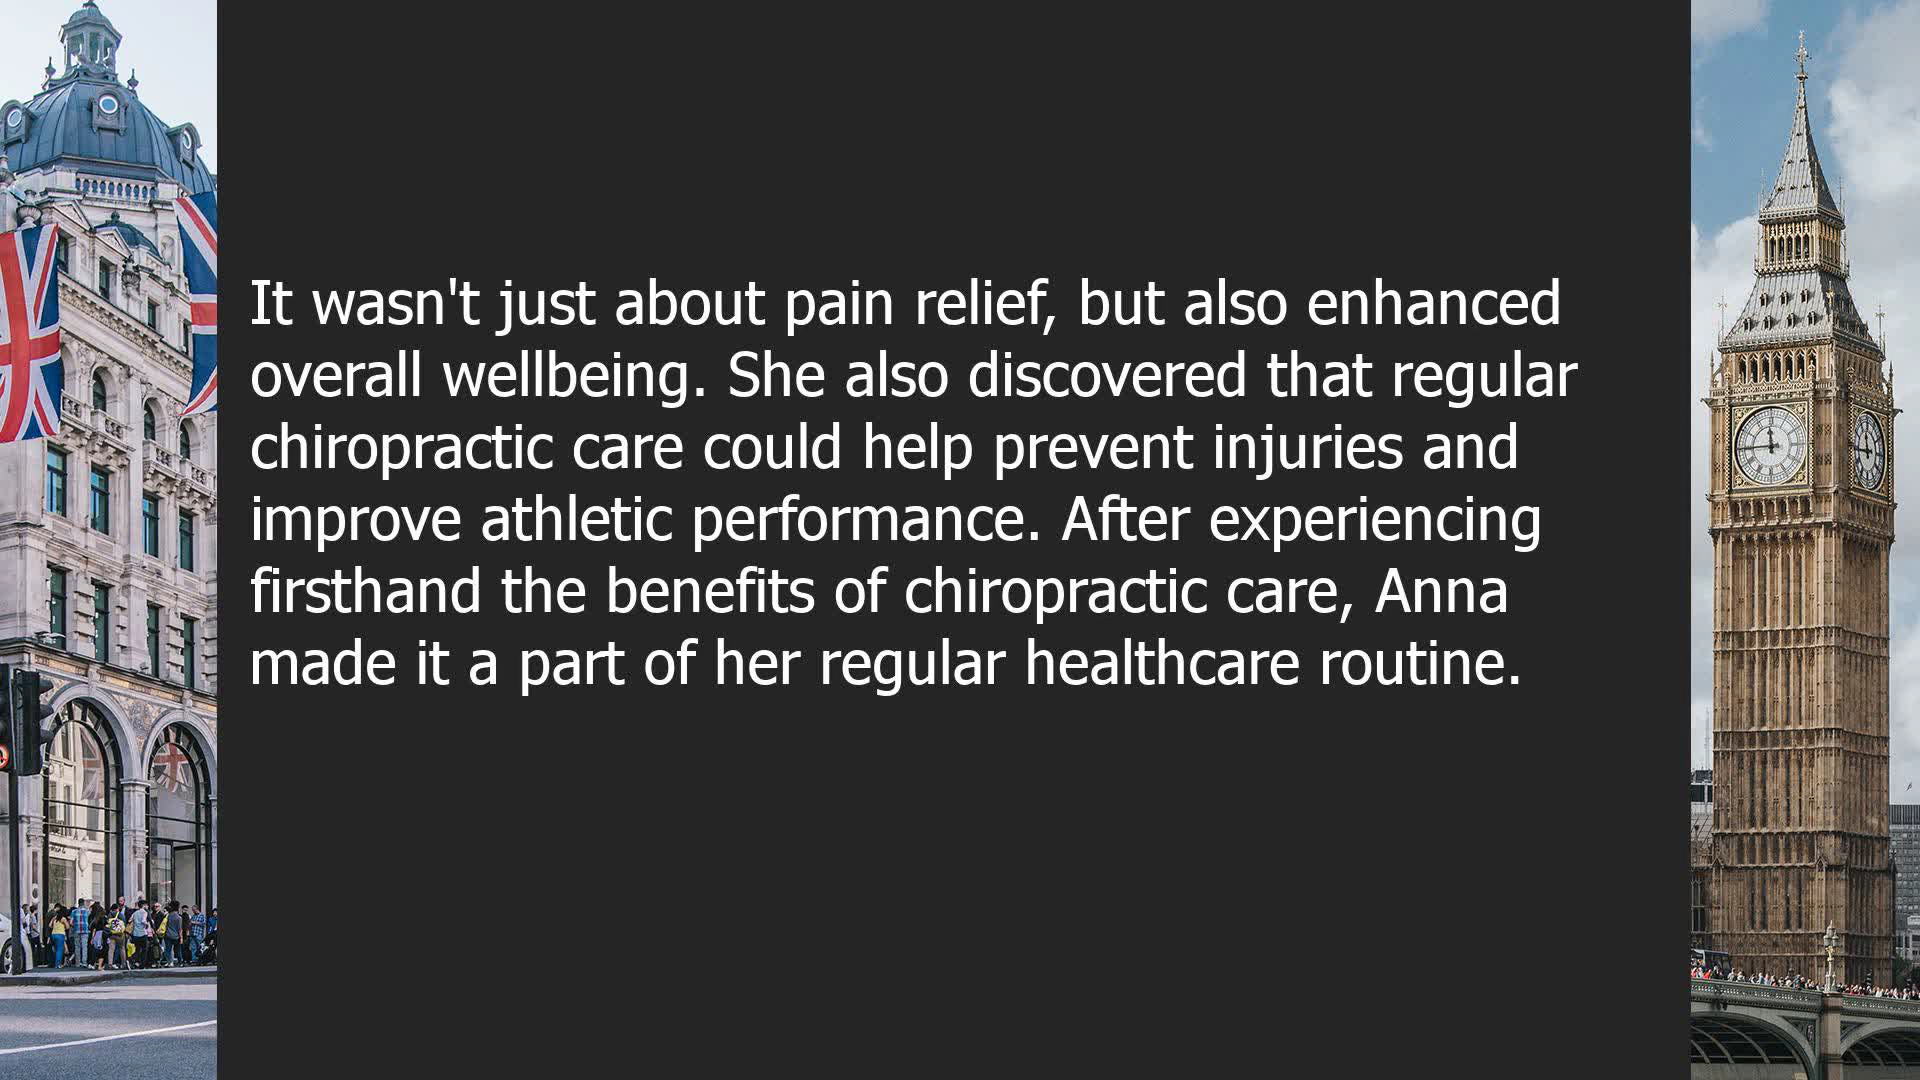 It wasn't just about pain relief, but also enhanced
overall wellbeing. She also discovered that regular
chiropractic care could help prevent injuries and
improve athletic performance. After experiencing
firsthand the benefits of chiropractic care, Anna
made it a part of her regular healthcare routine.